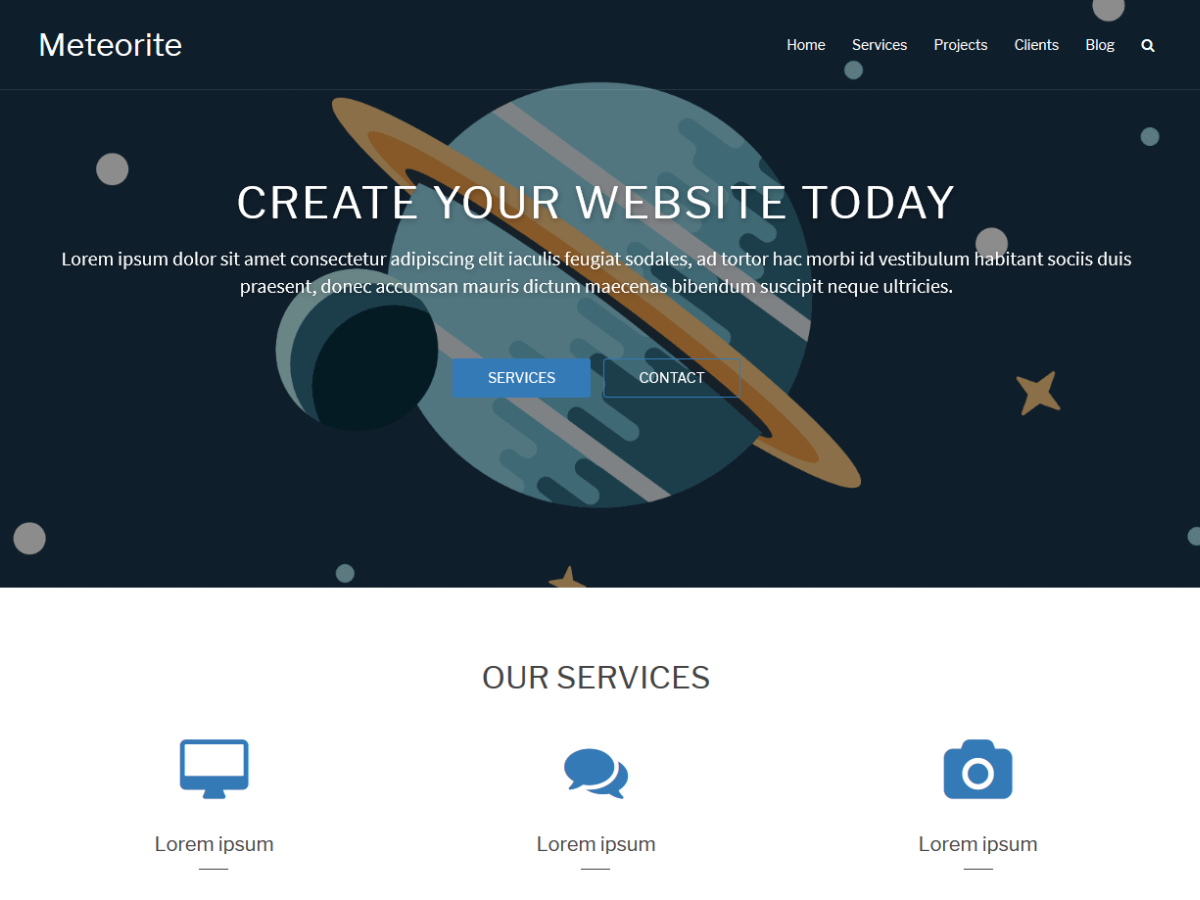 Meteorite
Home Services Projects Clients Blog
CREATE YOUR WEBSITE TODAY
Lorem ipsum dolor sit amet consectetur adipiscing elit iaculis feugiat sodales, ad tortor hac morbi id vestibulum habitant sociis duis
praesent, donec accumsan mauris dictum maecenas bibendum suscipit neque ultricies.
SERVICES CONTACT
OUR SERVICES
Lorem ipsum Lorem ipsum Lorem ipsum